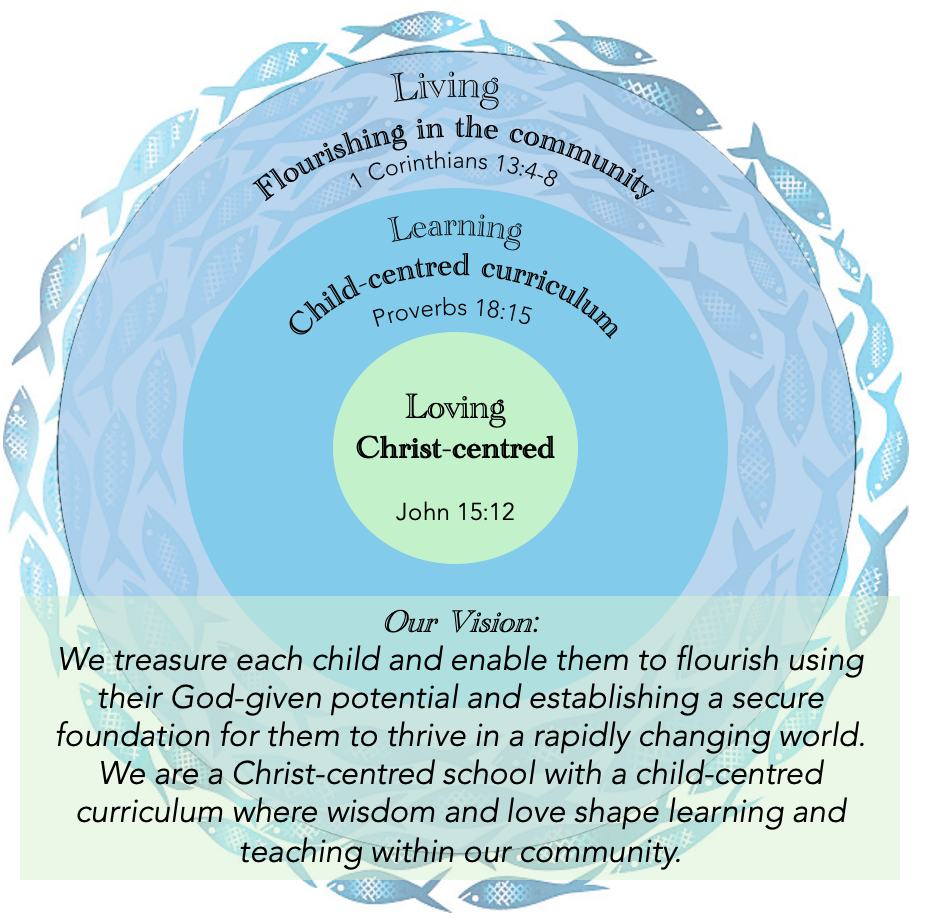 Living
Flourishing in the community
1 Corinthians 13:4-8
Learning
Child-centred curriculum
Proverbs 18:15
Loving
Christ-centred
John 15:12
Our Vision:
We treasure each child and enable them to flourish using
their God-given potential and establishing a secure
foundation for them to thrive in a rapidly changing world.
We are a Christ-centred school with a child-centred
curriculum where wisdom and love shape learning and
teaching within our community.